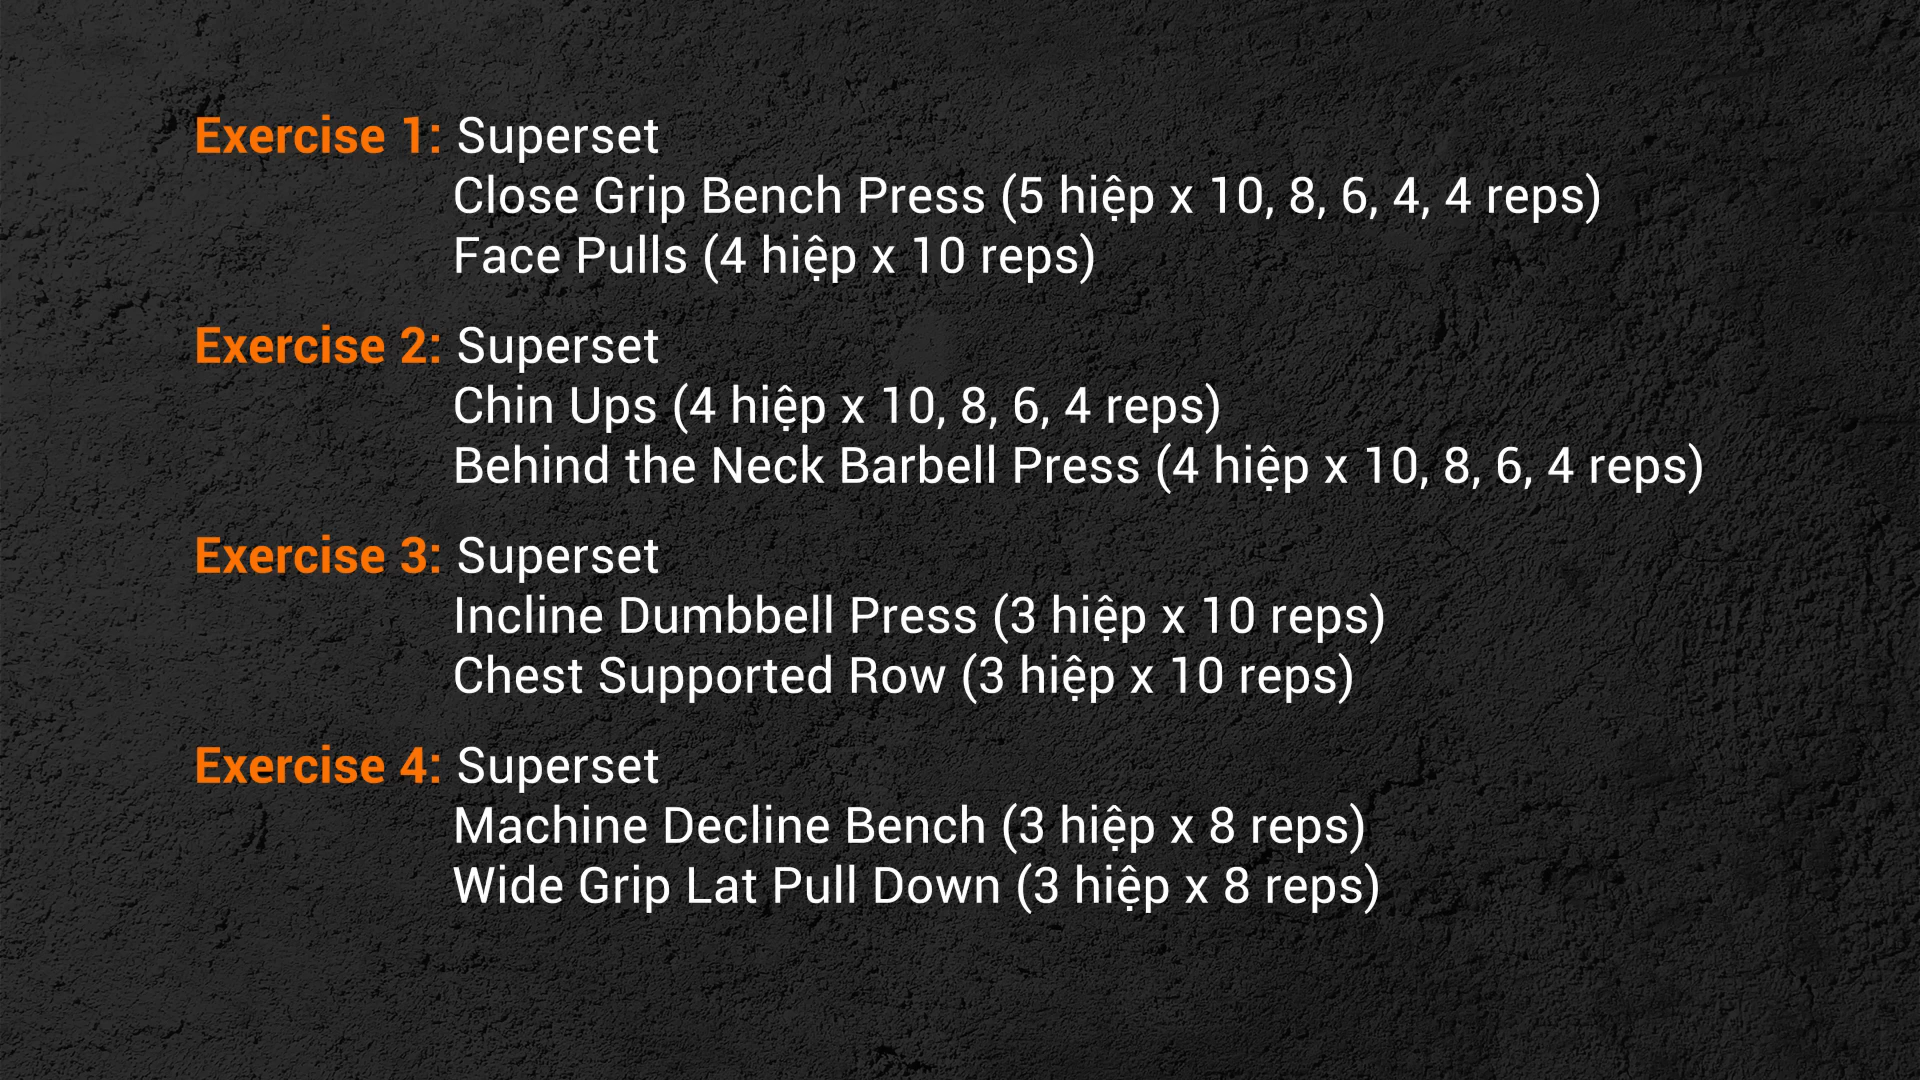 Exercise 1: Superset
Close Grip Bench Press (5 hiệp x 10, 8, 6, 4, 4 reps)
Face Pulls (4 hiệp x 10 reps)
Exercise 2: Superset
Chin Ups (4 hiệp x 10, 8, 6, 4 reps)
Behind the Neck Barbell Press (4 hiệp x 10, 8, 6, 4 reps)
Exercise 3: Superset
Incline Dumbbell Press (3 hiệp x 10 reps)
Chest Supported Row (3 hiệp x 10 reps)
Exercise 4: Superset
Machine Decline Bench (3 hiệp x 8 reps)
Wide Grip Lat Pull Down (3 hiệp x 8 reps)